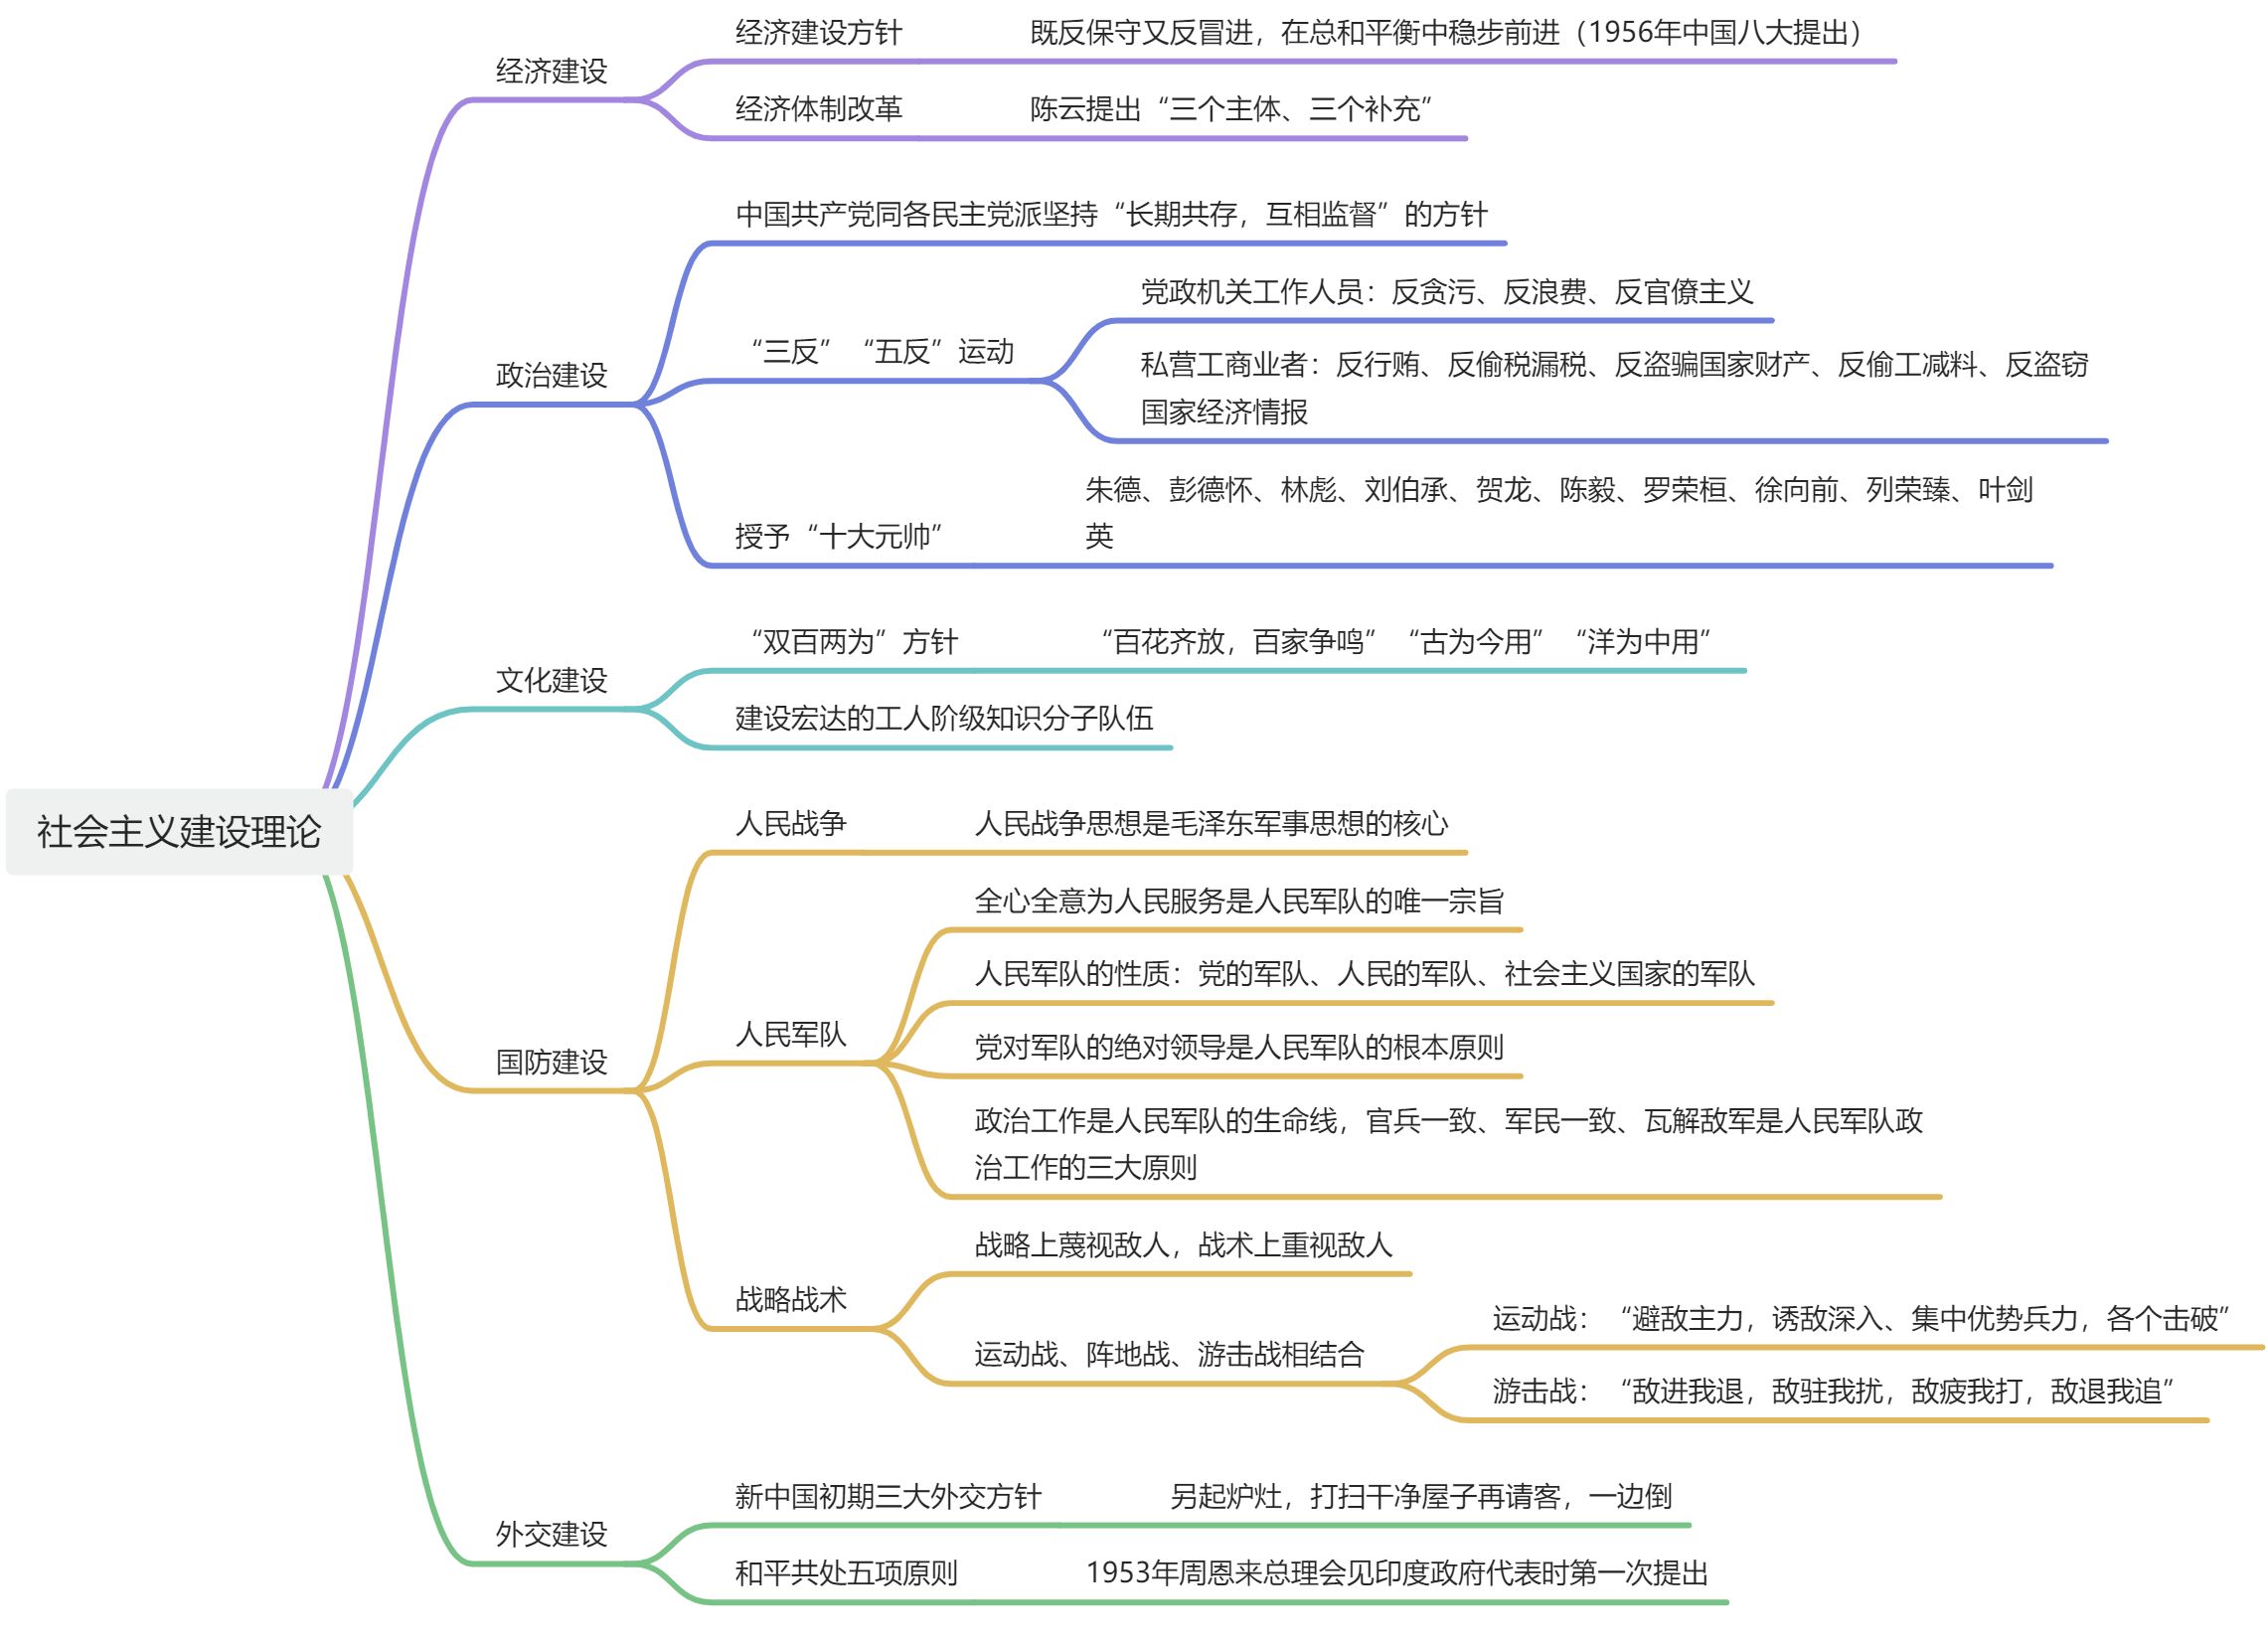 社会主义建设理论
经济建设
经济建设方针
既反保守又反冒进，在总和平衡中稳步前进（1956年中国八大提出）
经济体制改革
陈云提出“三个主体、三个补充”
政治建设
中国共产党同各民主党派坚持“长期共存，互相监督”的方针
“三反”“五反”运动
党政机关工作人员：反贪污、反浪费、反官僚主义
私营工商业者：反行贿、反偷税漏税、反盗骗国家财产、反偷工减料、反盗窃
国家经济情报
授予“十大元帅”
朱德、彭德怀、林彪、刘伯承、贺龙、陈毅、罗荣桓、徐向前、列荣臻、叶剑
英
文化建设
“双百两为”方针
“百花齐放，百家争鸣”“古为今用”“洋为中用”
建设宏达的工人阶级知识分子队伍
国防建设
人民战争
人民战争思想是毛泽东军事思想的核心
人民军队
全心全意为人民服务是人民军队的唯一宗旨
人民军队的性质：党的军队、人民的军队、社会主义国家的军队
党对军队的绝对领导是人民军队的根本原则
政治工作是人民军队的生命线，官兵一致、军民一致、瓦解敌军是人民军队政
治工作的三大原则
战略战术
战略上蔑视敌人，战术上重视敌人
运动战、阵地战、游击战相结合
运动战：“避敌主力，诱敌深入、集中优势兵力，各个击破”
游击战：“敌进我退，敌驻我扰，敌疲我打，敌退我追”
外交建设
新中国初期三大外交方针
另起炉灶，打扫干净屋子再请客，一边倒
和平共处五项原则
1953年周恩来总理会见印度政府代表时第一次提出